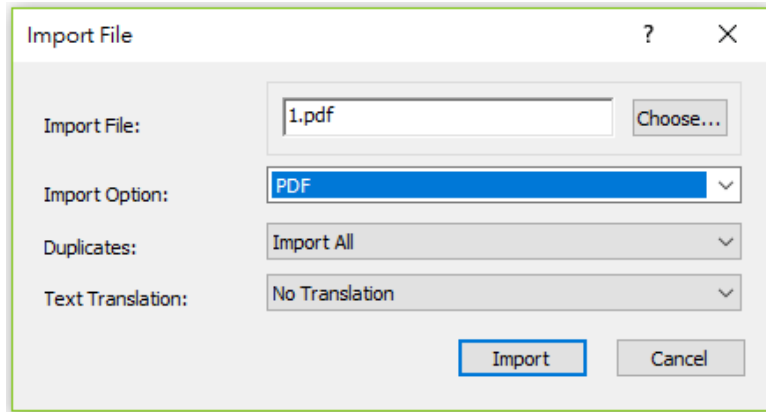 Import File
?
Import File:
1.pdf
Choose...
Import Option:
PDF
Duplicates:
Import All
Text Translation:
No Translation
Import
Cancel